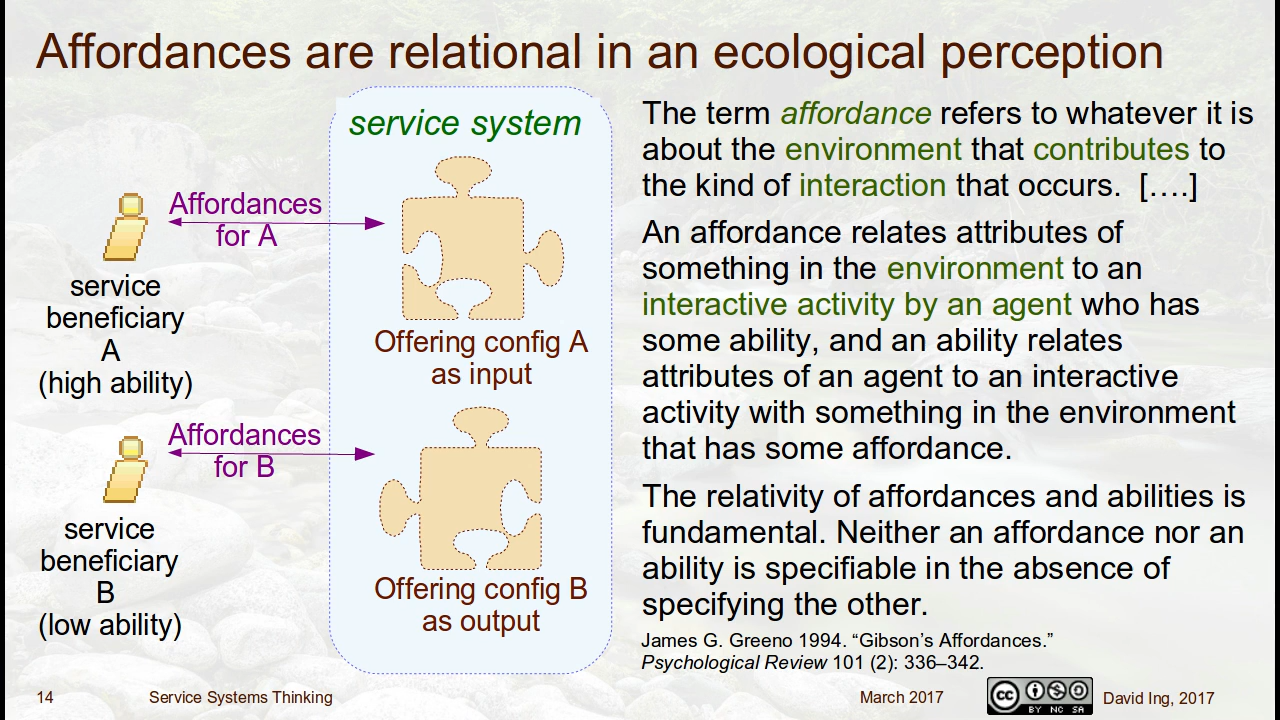 Affordances are relational in an ecological perception
service system
Affordances
for A
service
beneficiary
A
(high ability)
Offering config A
as input
Affordances
for B
service
beneficiary
B
(low ability)
Offering config B
as output
The term affordance refers to whatever it is
about the environment that contributes to
the kind of interaction that occurs.  [….]
An affordance relates attributes of
something in the environment to an
interactive activity by an agent who has
some ability, and an ability relates
attributes of an agent to an interactive
activity with something in the environment
that has some affordance.
The relativity of affordances and abilities is
fundamental. Neither an affordance nor an
ability is specifiable in the absence of
specifying the other.
James G. Greeno 1994. “Gibson’s Affordances.”
Psychological Review 101 (2): 336–342.
14 Service Systems Thinking March 2017 cc BY NC SA David Ing, 2017